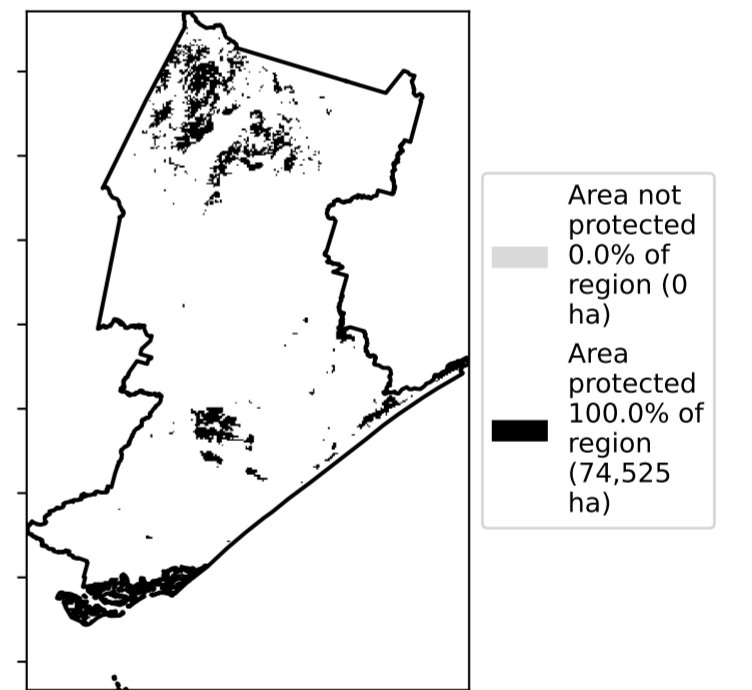 Area not
protected
0.0% of
region (0
ha)
Area
protected
100.0% of
region
(74,525
ha)